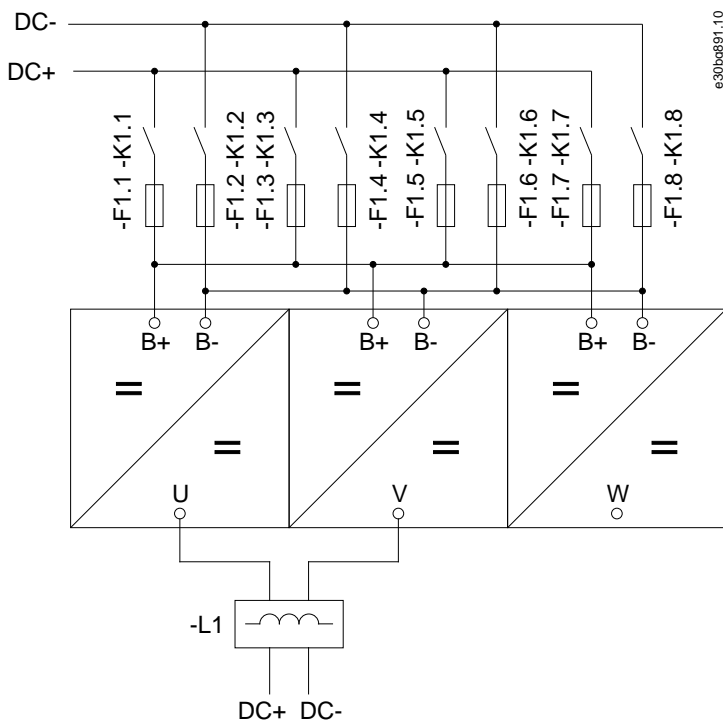 DC-
DC+
e30bq891.10
-F1.1 -K1.1
-F1.2 -K1.2
-F1.3 -K1.3
-F1.4 -K1.4
-F1.5 -K1.5
-F1.6 -K1.6
-F1.7 -K1.7
-F1.8 -K1.8
B+ B- B+ B- B+ B-
= = =
= = =
U V W
-L1
DC+ DC-